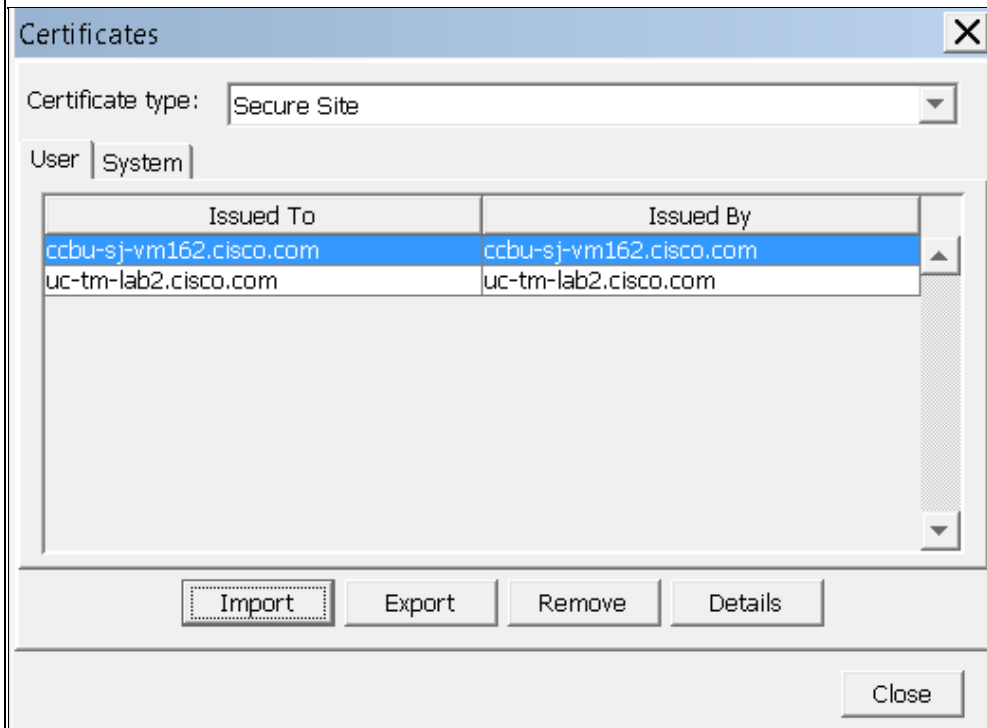 Certificates
Certificate type: Secure Site
User System
Issued To Issued By
ccbu-sj-vm162.cisco.com ccbu-sj-vm162.cisco.com
uc-tm-lab2.cisco.com uc-tm-lab2.cisco.com
Import Export Remove Details
Close